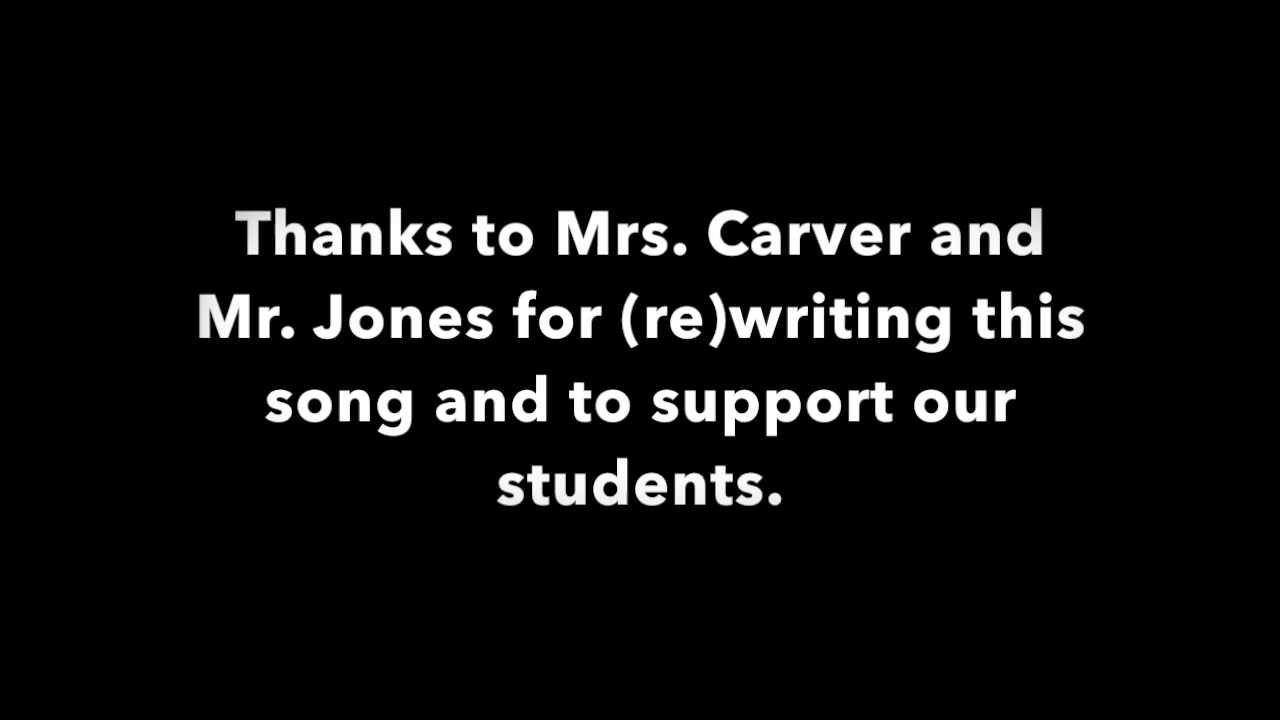 Thanks to Mrs. Carver and
Mr. Jones for (re)writing this
song and to support our
students.